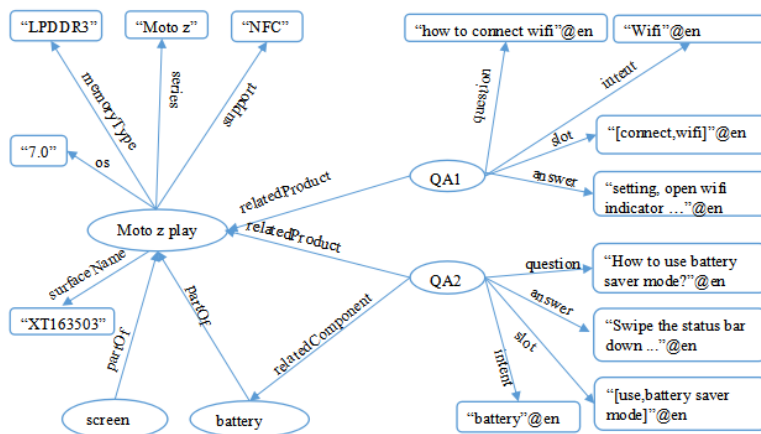 “LPDDR3”
“Moto z”
“NFC”
“how to connect wifi”@en
“Wifi”@en
memoryType
series
support
question
intent
slot
“[connect,wifi]”@en
“7.0”
os
answer
QA1
“setting, open wifi
indicator …”@en
relatedProduct
Moto z play
relatedProduct
“How to use battery
saver mode?”@en
question
QA2
surfaceName
partOf
answer
“Swipe the status bar
down ...”@en
“XT163503”
partOf
relatedComponent
slot
intent
“[use,battery saver
mode]”@en
screen
battery
“battery”@en